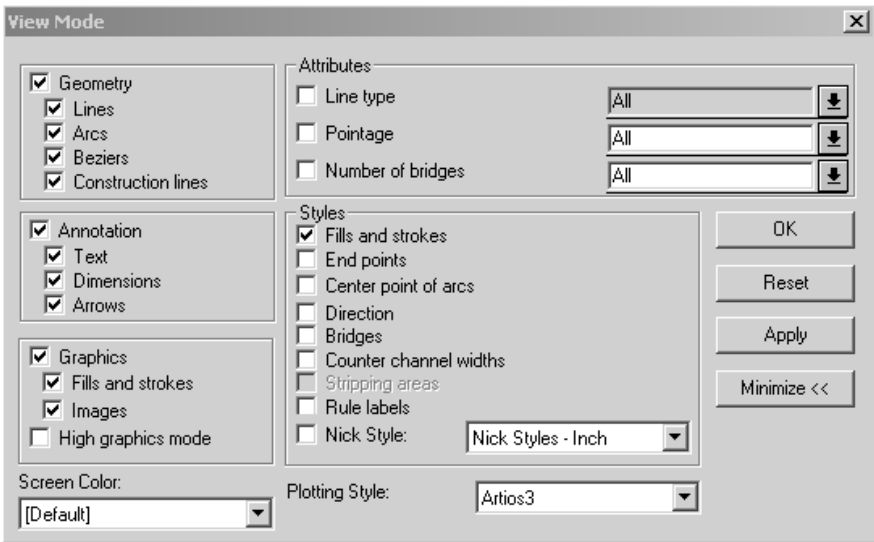 View Mode
Geometry
Lines
Arcs
Beziers
Construction lines
Annotation
Text
Dimensions
Arrows
Graphics
Fills and strokes
Images
High graphics mode
Screen Color:
[Default]
Attributes
Line type All
Pointage All
Number of bridges All
Styles
Fills and strokes
End points
Center point of arcs
Direction
Bridges
Counter channel widths
Stripping areas
Rule labels
Nick Style: Nick Styles - Inch
Plotting Style: Artios3
OK
Reset
Apply
Minimize <<